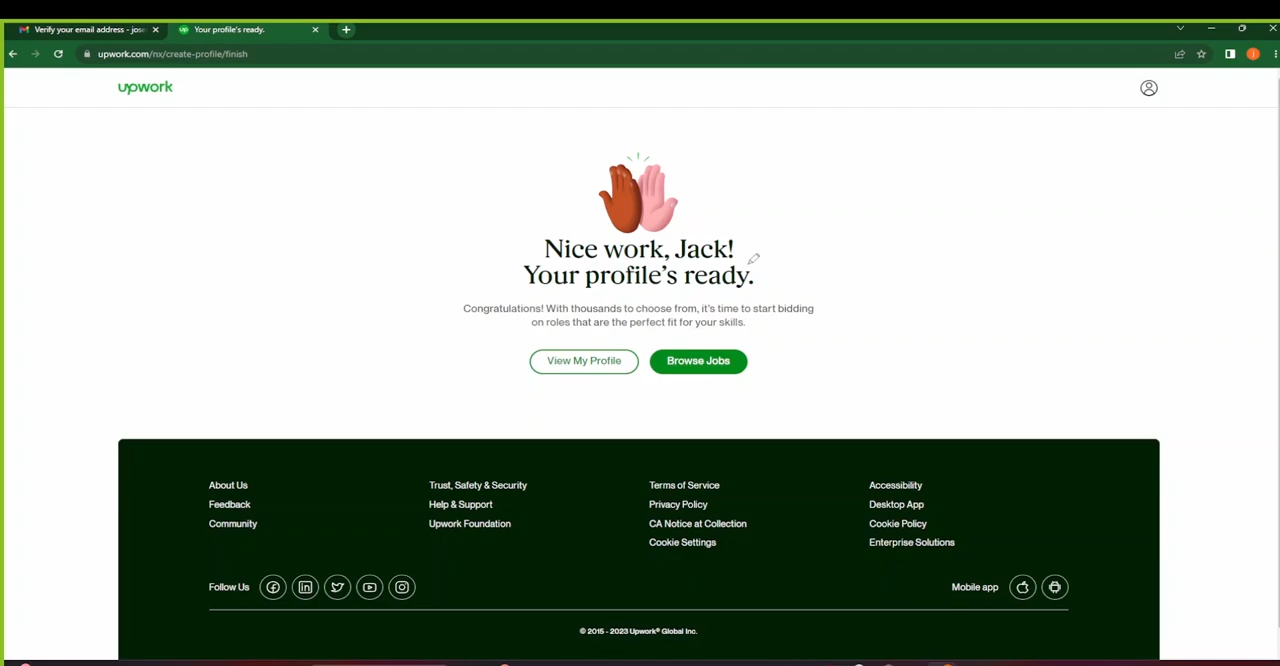 Verify your email address - jose
Your profile's ready.
upwork.com/nx/create-profile/finish
upwork
Nice work, Jack!
Your profile's ready.
Congratulations! With thousands to choose from, it's time to start bidding
on roles that are the perfect fit for your skills.
View My Profile
Browse Jobs
About Us
Feedback
Community
Trust, Safety & Security
Help & Support
Upwork Foundation
Terms of Service
Privacy Policy
CA Notice at Collection
Cookie Settings
Accessibility
Desktop App
Cookie Policy
Enterprise Solutions
Follow Us
Mobile app
© 2015 - 2023 Upwork® Global Inc.